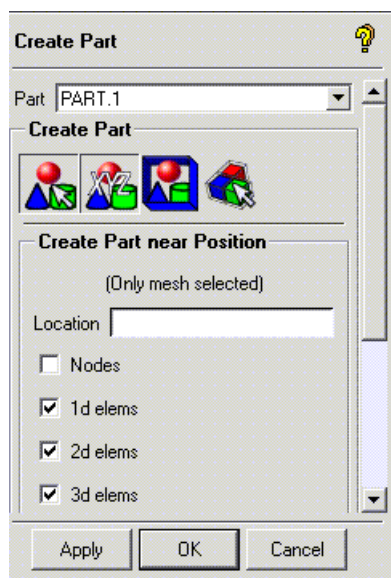 Create Part
Part PART.1
Create Part
XYZ
Create Part near Position
(Only mesh selected)
Location
Nodes
1d elems
2d elems
3d elems
Apply OK Cancel